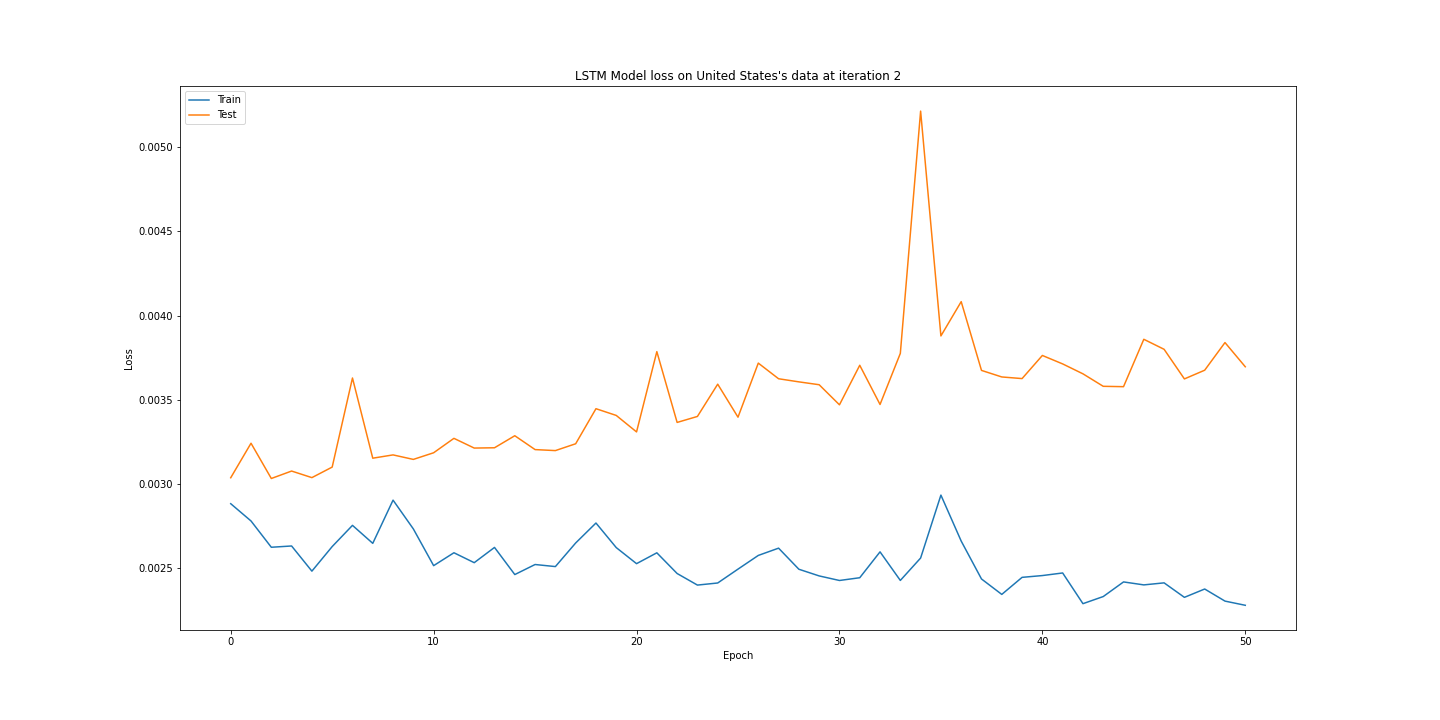 LSTM Model loss on United States's data at iteration 2
Train
Test
0.0050
0.0045
0.0040
0.0035
0.0030
0.0025
Loss
0 10 20 30 40 50
Epoch